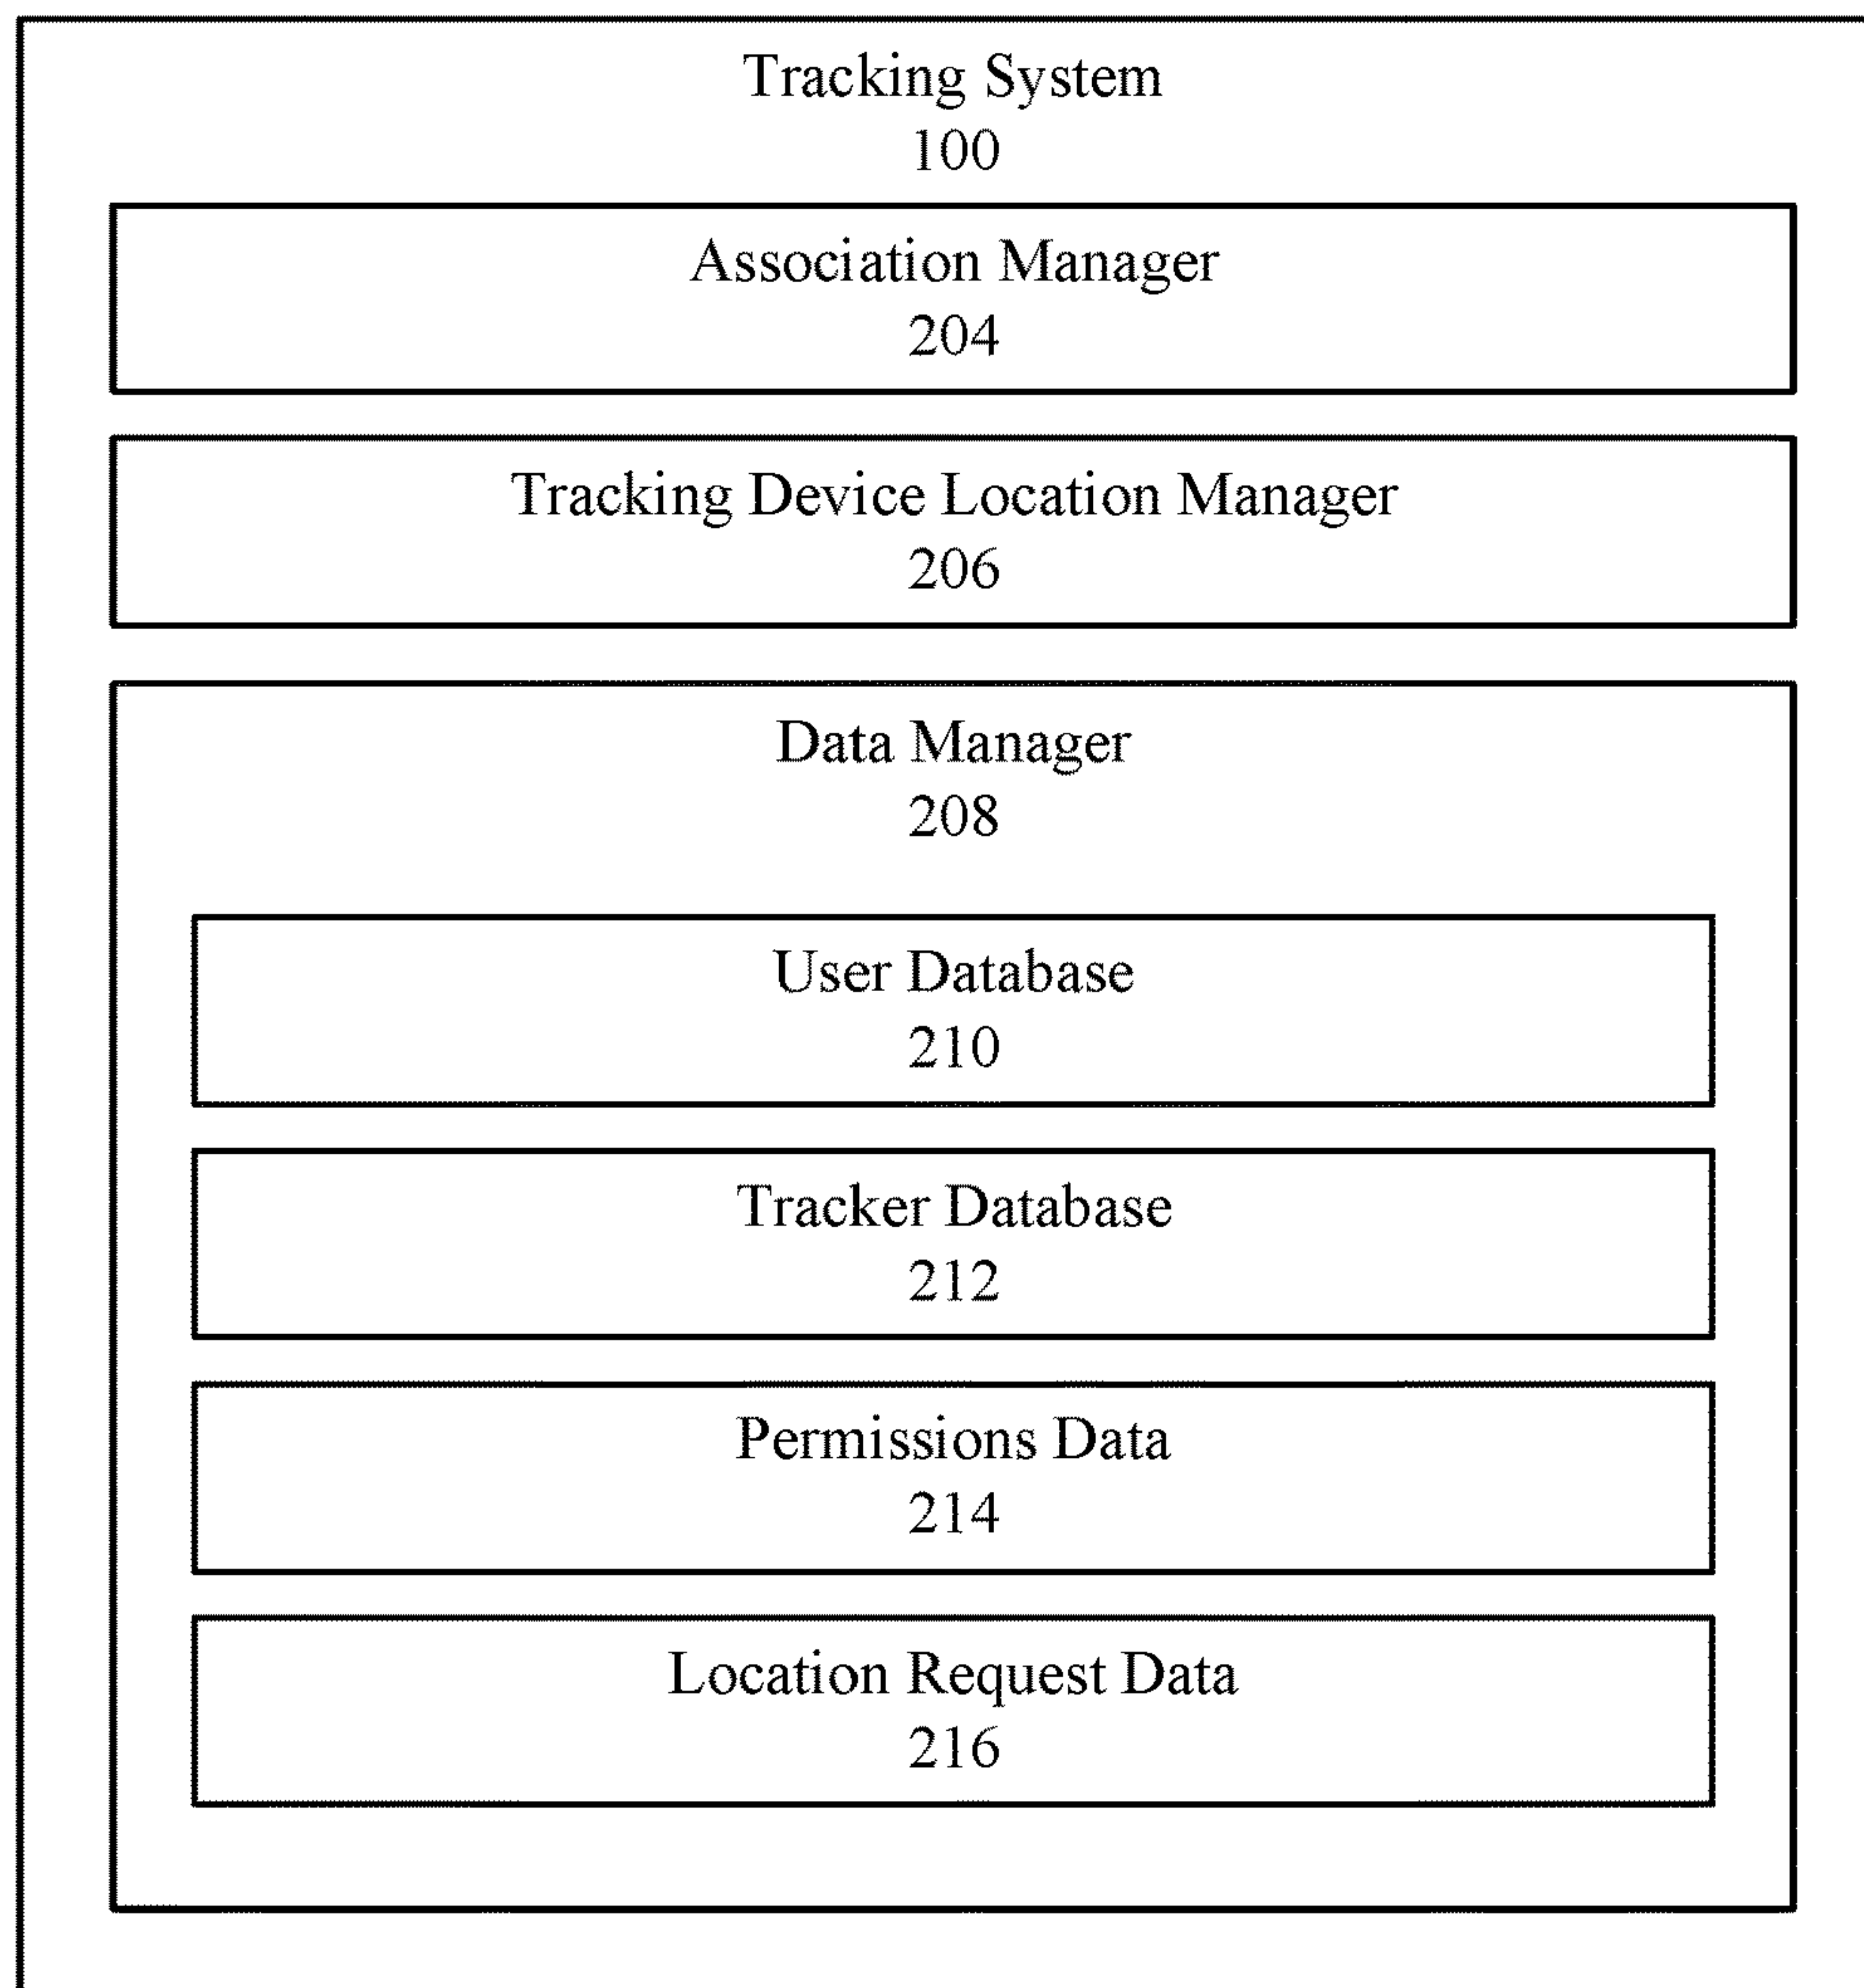 Tracking System
100
Association Manager
204
Tracking Device Location Manager
206
Data Manager
208
User Database
210
Tracker Database
212
Permissions Data
214
Location Request Data
216